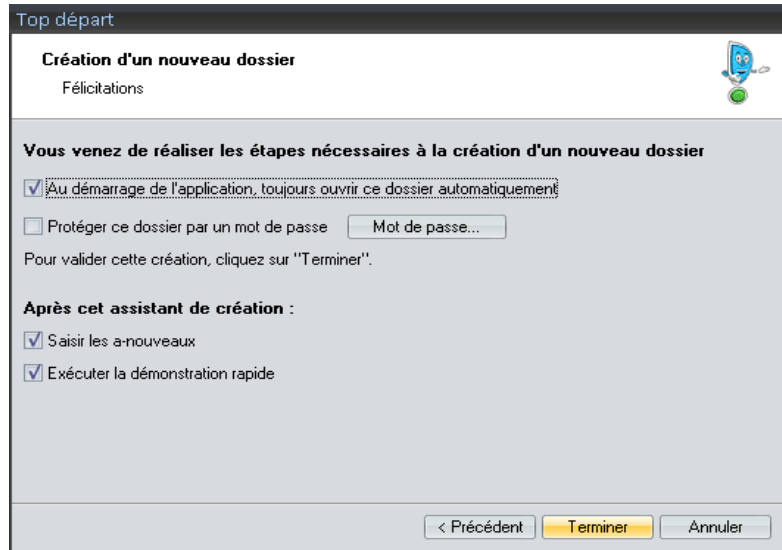 Top départ
Création d'un nouveau dossier
Félicitations
Vous venez de réaliser les étapes nécessaires à la création d'un nouveau dossier
Au démarrage de l'application, toujours ouvrir ce dossier automatiquement
Protéger ce dossier par un mot de passe Mot de passe...
Pour valider cette création, cliquez sur "Terminer".
Après cet assistant de création :
Saisir les a-nouveaux
Exécuter la démonstration rapide
< Précédent Terminer Annuler